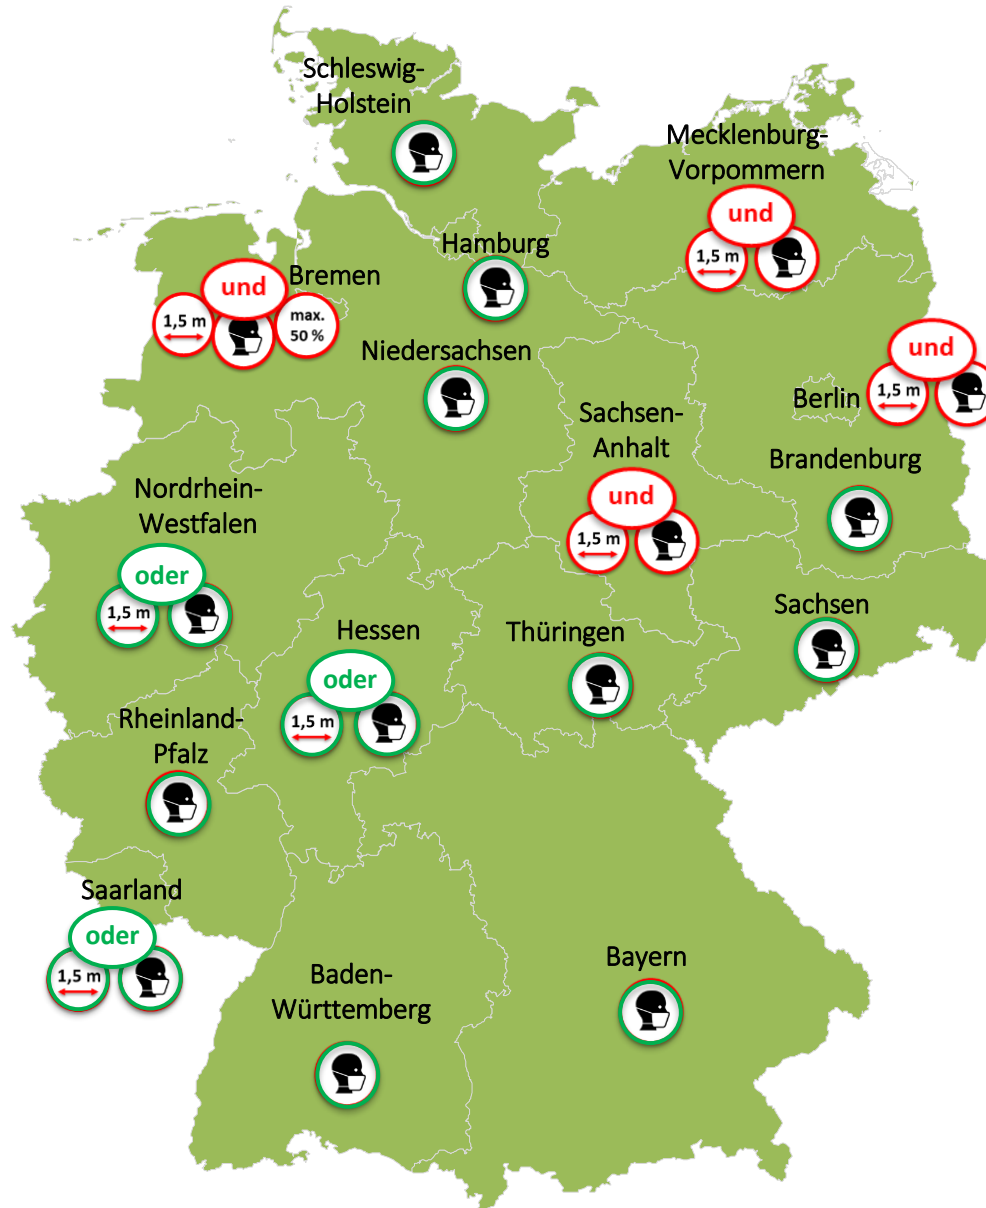 Schleswig-
Holstein
Mecklenburg-
Vorpommern
und
1,5 m
Hamburg
Bremen
und
1,5 m
max.
50 %
Niedersachsen
und
1,5 m
Berlin
Sachsen-
Anhalt
und
1,5 m
Brandenburg
Nordrhein-
Westfalen
oder
1,5 m
Hessen
oder
1,5 m
Thüringen
Sachsen
Rheinland-
Pfalz
Saarland
oder
1,5 m
Baden-
Württemberg
Bayern